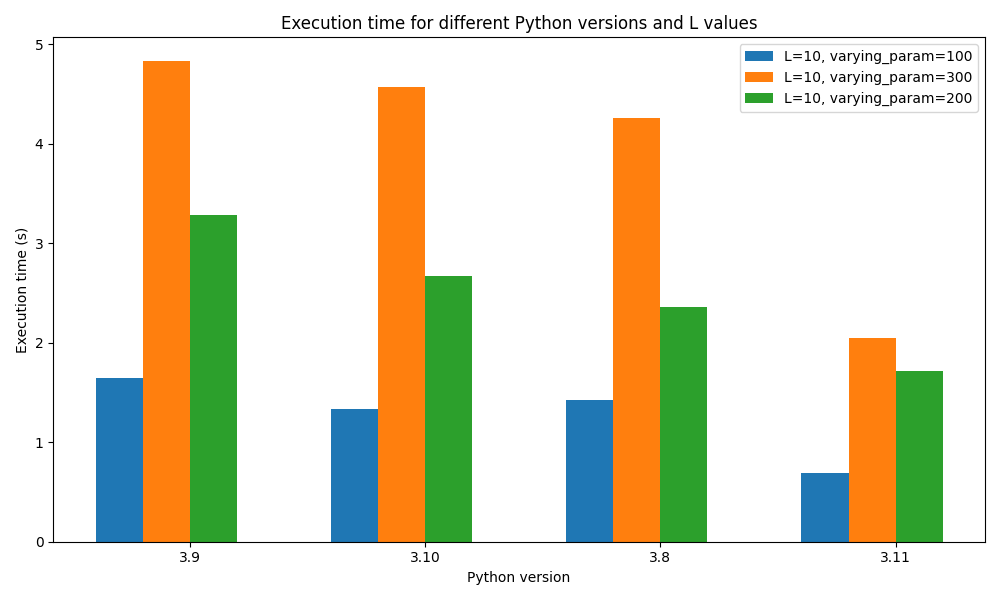 Execution time for different Python versions and L values
L=10, varying_param=100
L=10, varying_param=300
L=10, varying_param=200
Execution time (s)
5
4
3
2
1
0
3.9
3.10
3.8
3.11
Python version